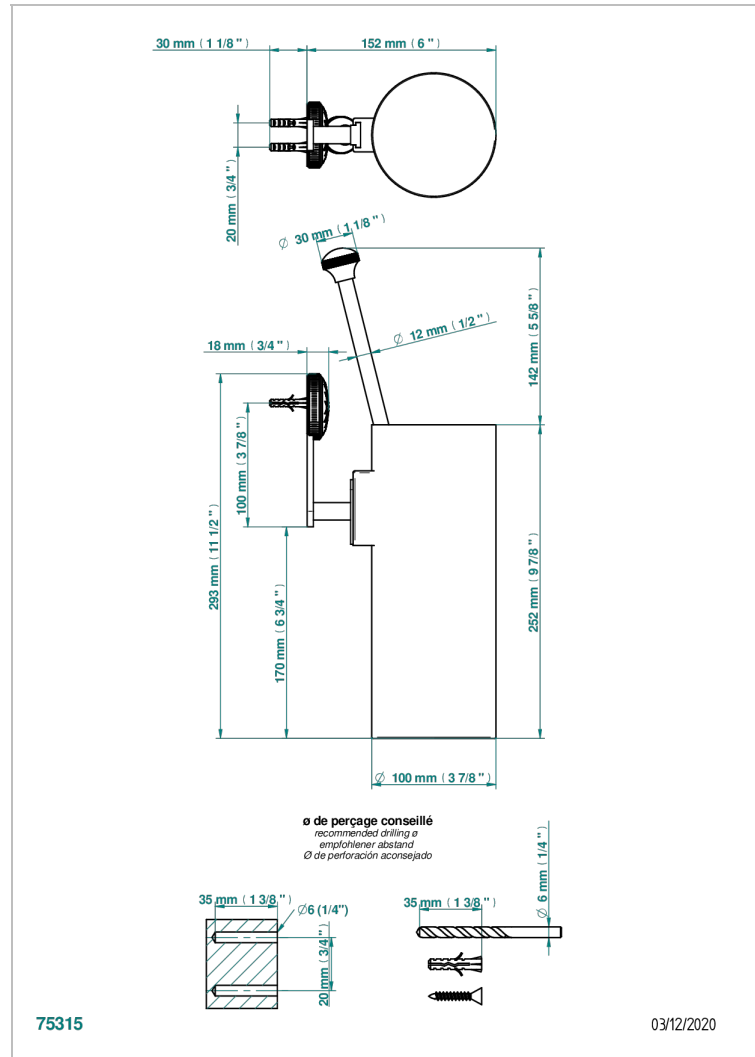 30 mm ( 1 1/8 " )
152 mm ( 6 " )
20 mm ( 3/4 " )
Ø 30 mm ( 1 1/8 " )
Ø 12 mm ( 1/2 " )
18 mm ( 3/4 " )
142 mm ( 5 5/8 " )
100 mm ( 3 7/8 " )
293 mm ( 11 1/2 " )
170 mm ( 6 3/4 " )
252 mm ( 9 7/8 " )
Ø 100 mm ( 3 7/8 " )
ø de perçage conseillé
recommended drilling ø
empfohlener abstand
Ø de perforación aconsejado
35 mm ( 1 3/8 " )
Ø6 (1/4")
20 mm ( 3/4 " )
35 mm ( 1 3/8 " )
Ø 6 mm ( 1/4 " )
75315
03/12/2020